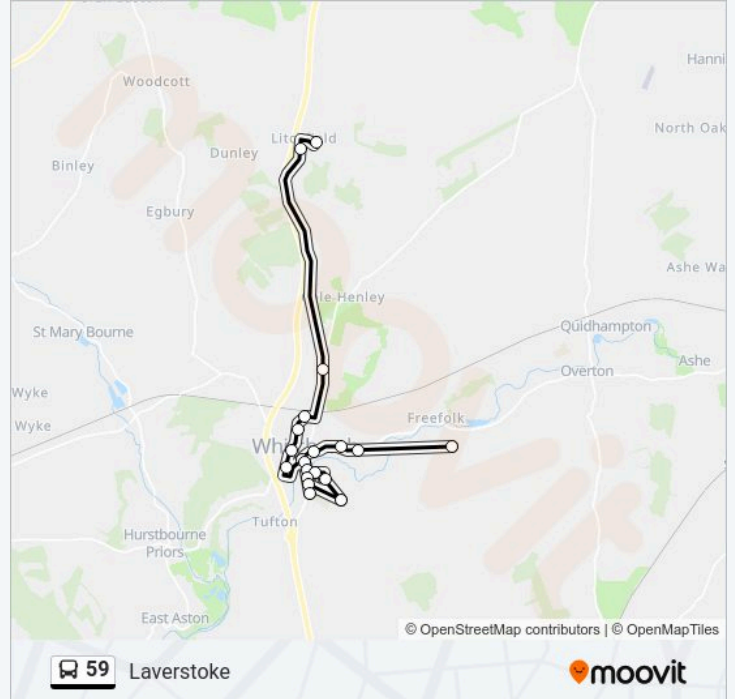 Hanni
Woodcott
North Oak
Dunley
Binley
Egbury
Ashe Wa
St Mary Bourne
Quidhampton
Ashe
Overton
Wyke
Freefolk
Wyke
Tufton
Hurstbourne
Priors
East Aston
© OpenStreetMap contributors | © OpenMapTiles
59 Laverstoke
moovit